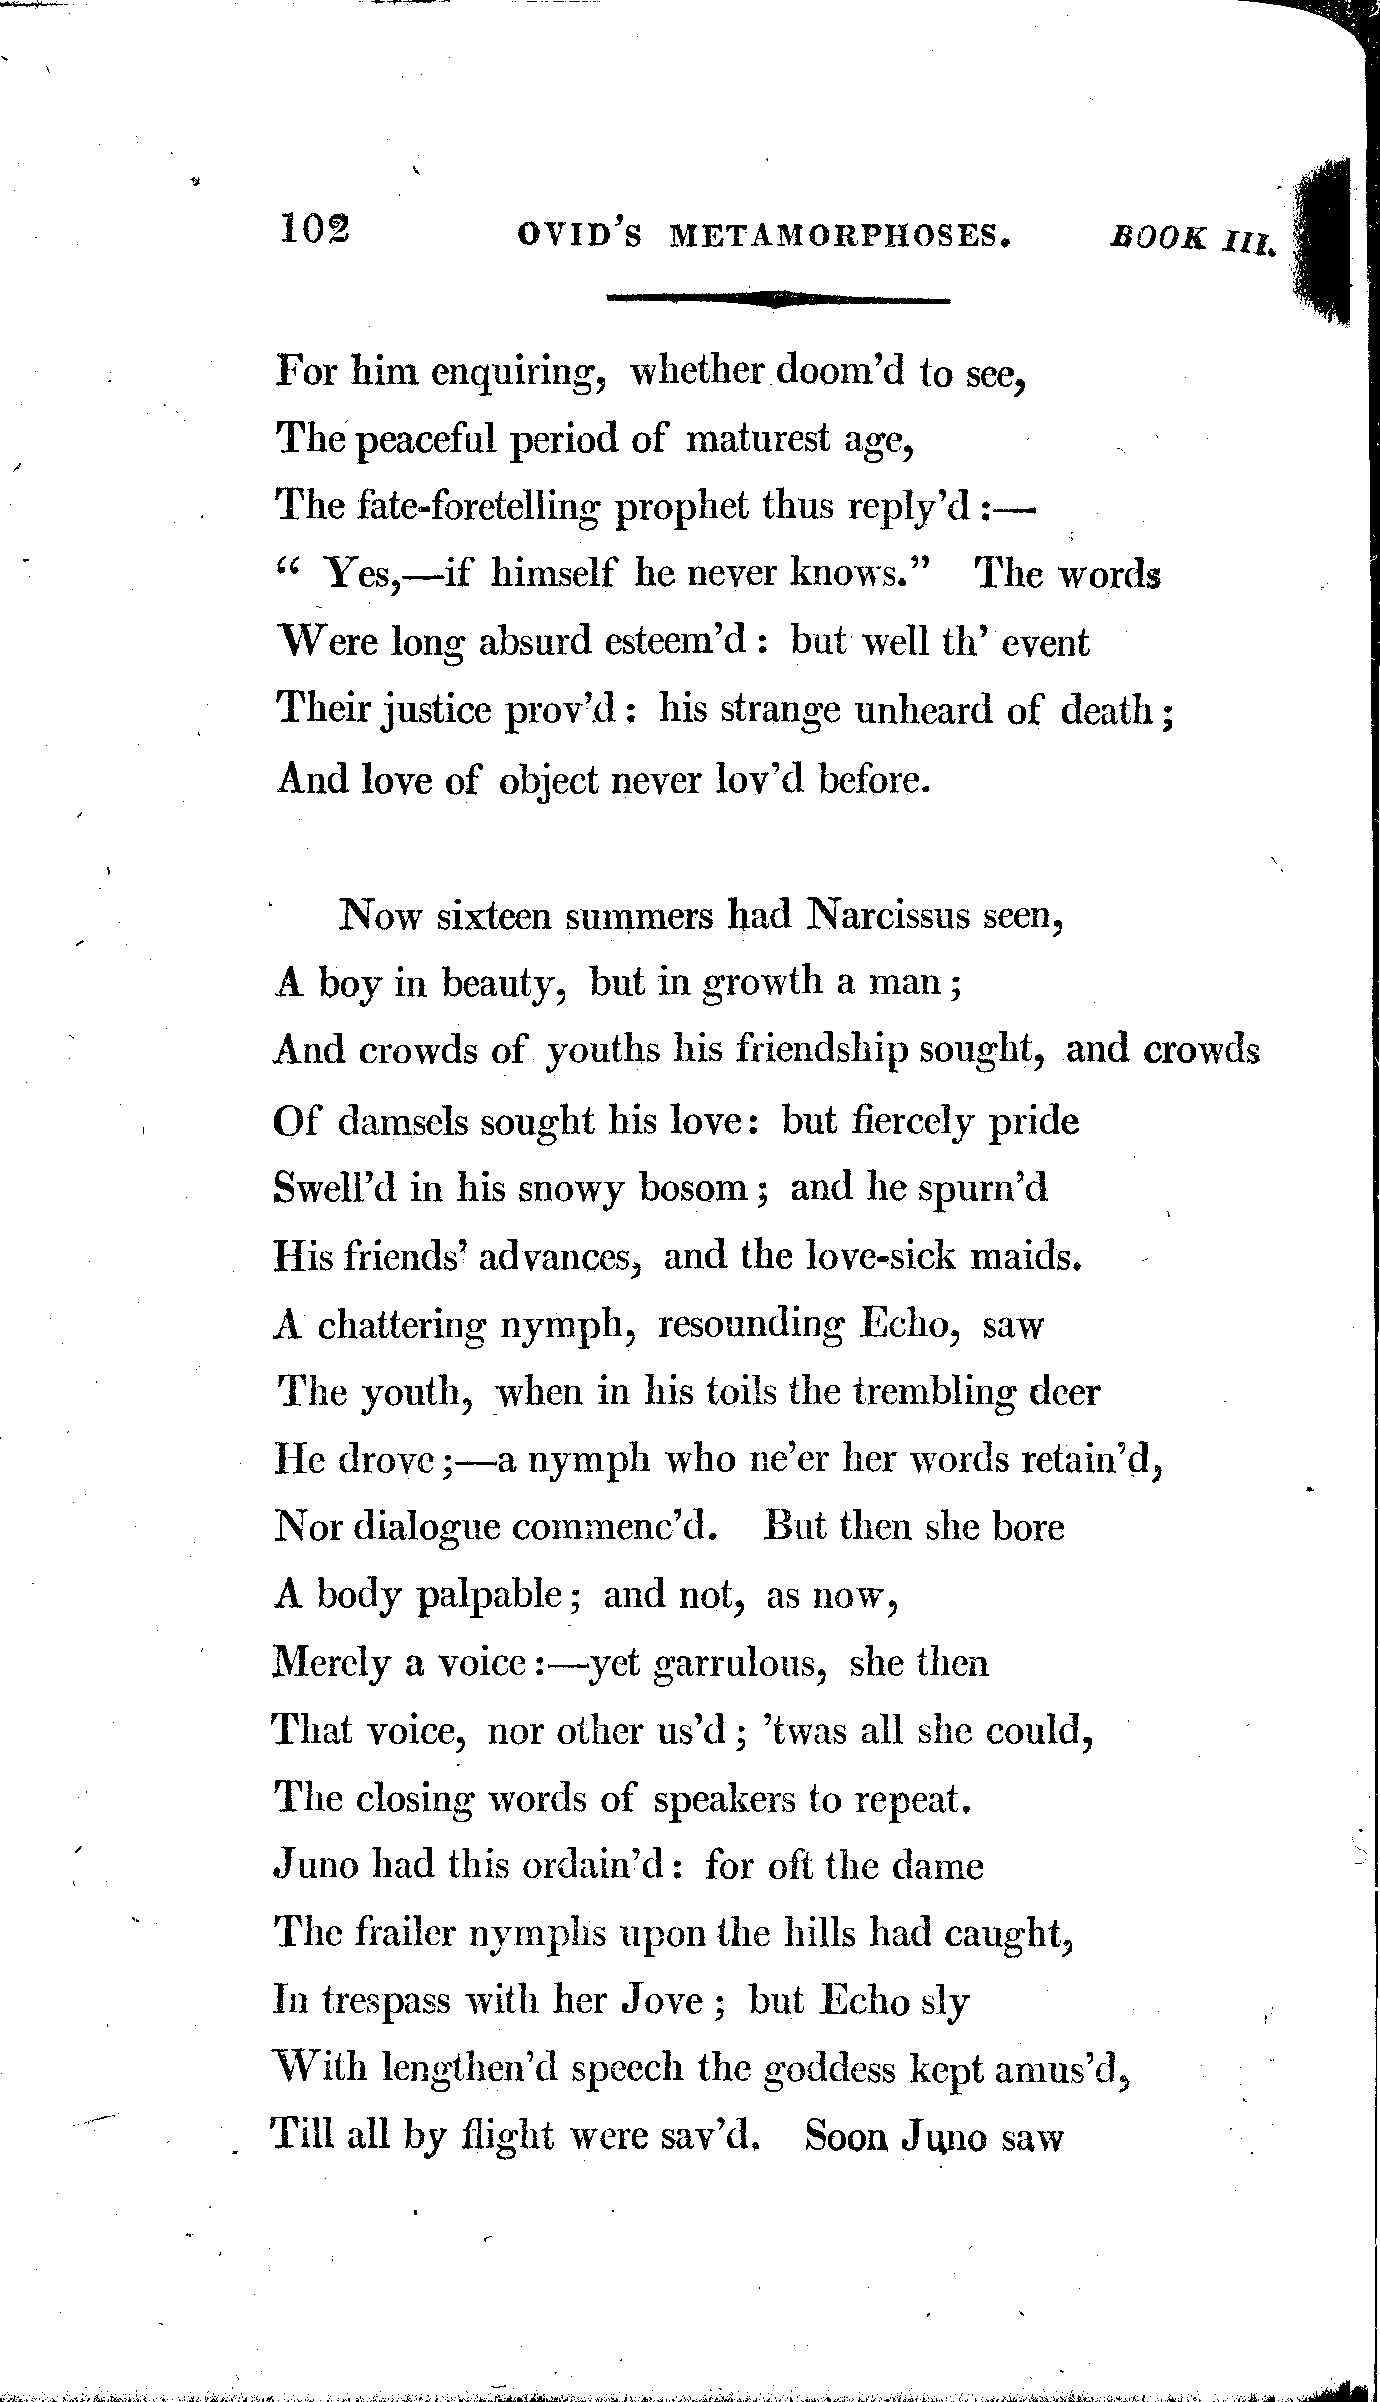 102 OVID'S METAMORPHOSES. BOOK III.
For him enquiring, whether doom'd to see,
The peaceful period of maturest age,
The fate-foretelling prophet thus reply'd :—
“ Yes,—if himself he never knows.” The words
Were long absurd esteem'd : but well th' event
Their justice prov'd : his strange unheard of death ;
And love of object never lov'd before.
Now sixteen summers had Narcissus seen,
A boy in beauty, but in growth a man ;
And crowds of youths his friendship sought, and crowds
Of damsels sought his love : but fiercely pride
Swell'd in his snowy bosom ; and he spurn'd
His friends' advances, and the love-sick maids.
A chattering nymph, resounding Echo, saw
The youth, when in his toils the trembling deer
He drove ;—a nymph who ne'er her words retain'd,
Nor dialogue commenc'd. But then she bore
A body palpable ; and not, as now,
Merely a voice :—yet garrulous, she then
That voice, nor other us'd ; 'twas all she could,
The closing words of speakers to repeat.
Juno had this ordain'd : for oft the dame
The frailer nymphs upon the hills had caught,
In trespass with her Jove ; but Echo sly
With lengthen'd speech the goddess kept amus'd,
Till all by flight were sav'd. Soon Juno saw